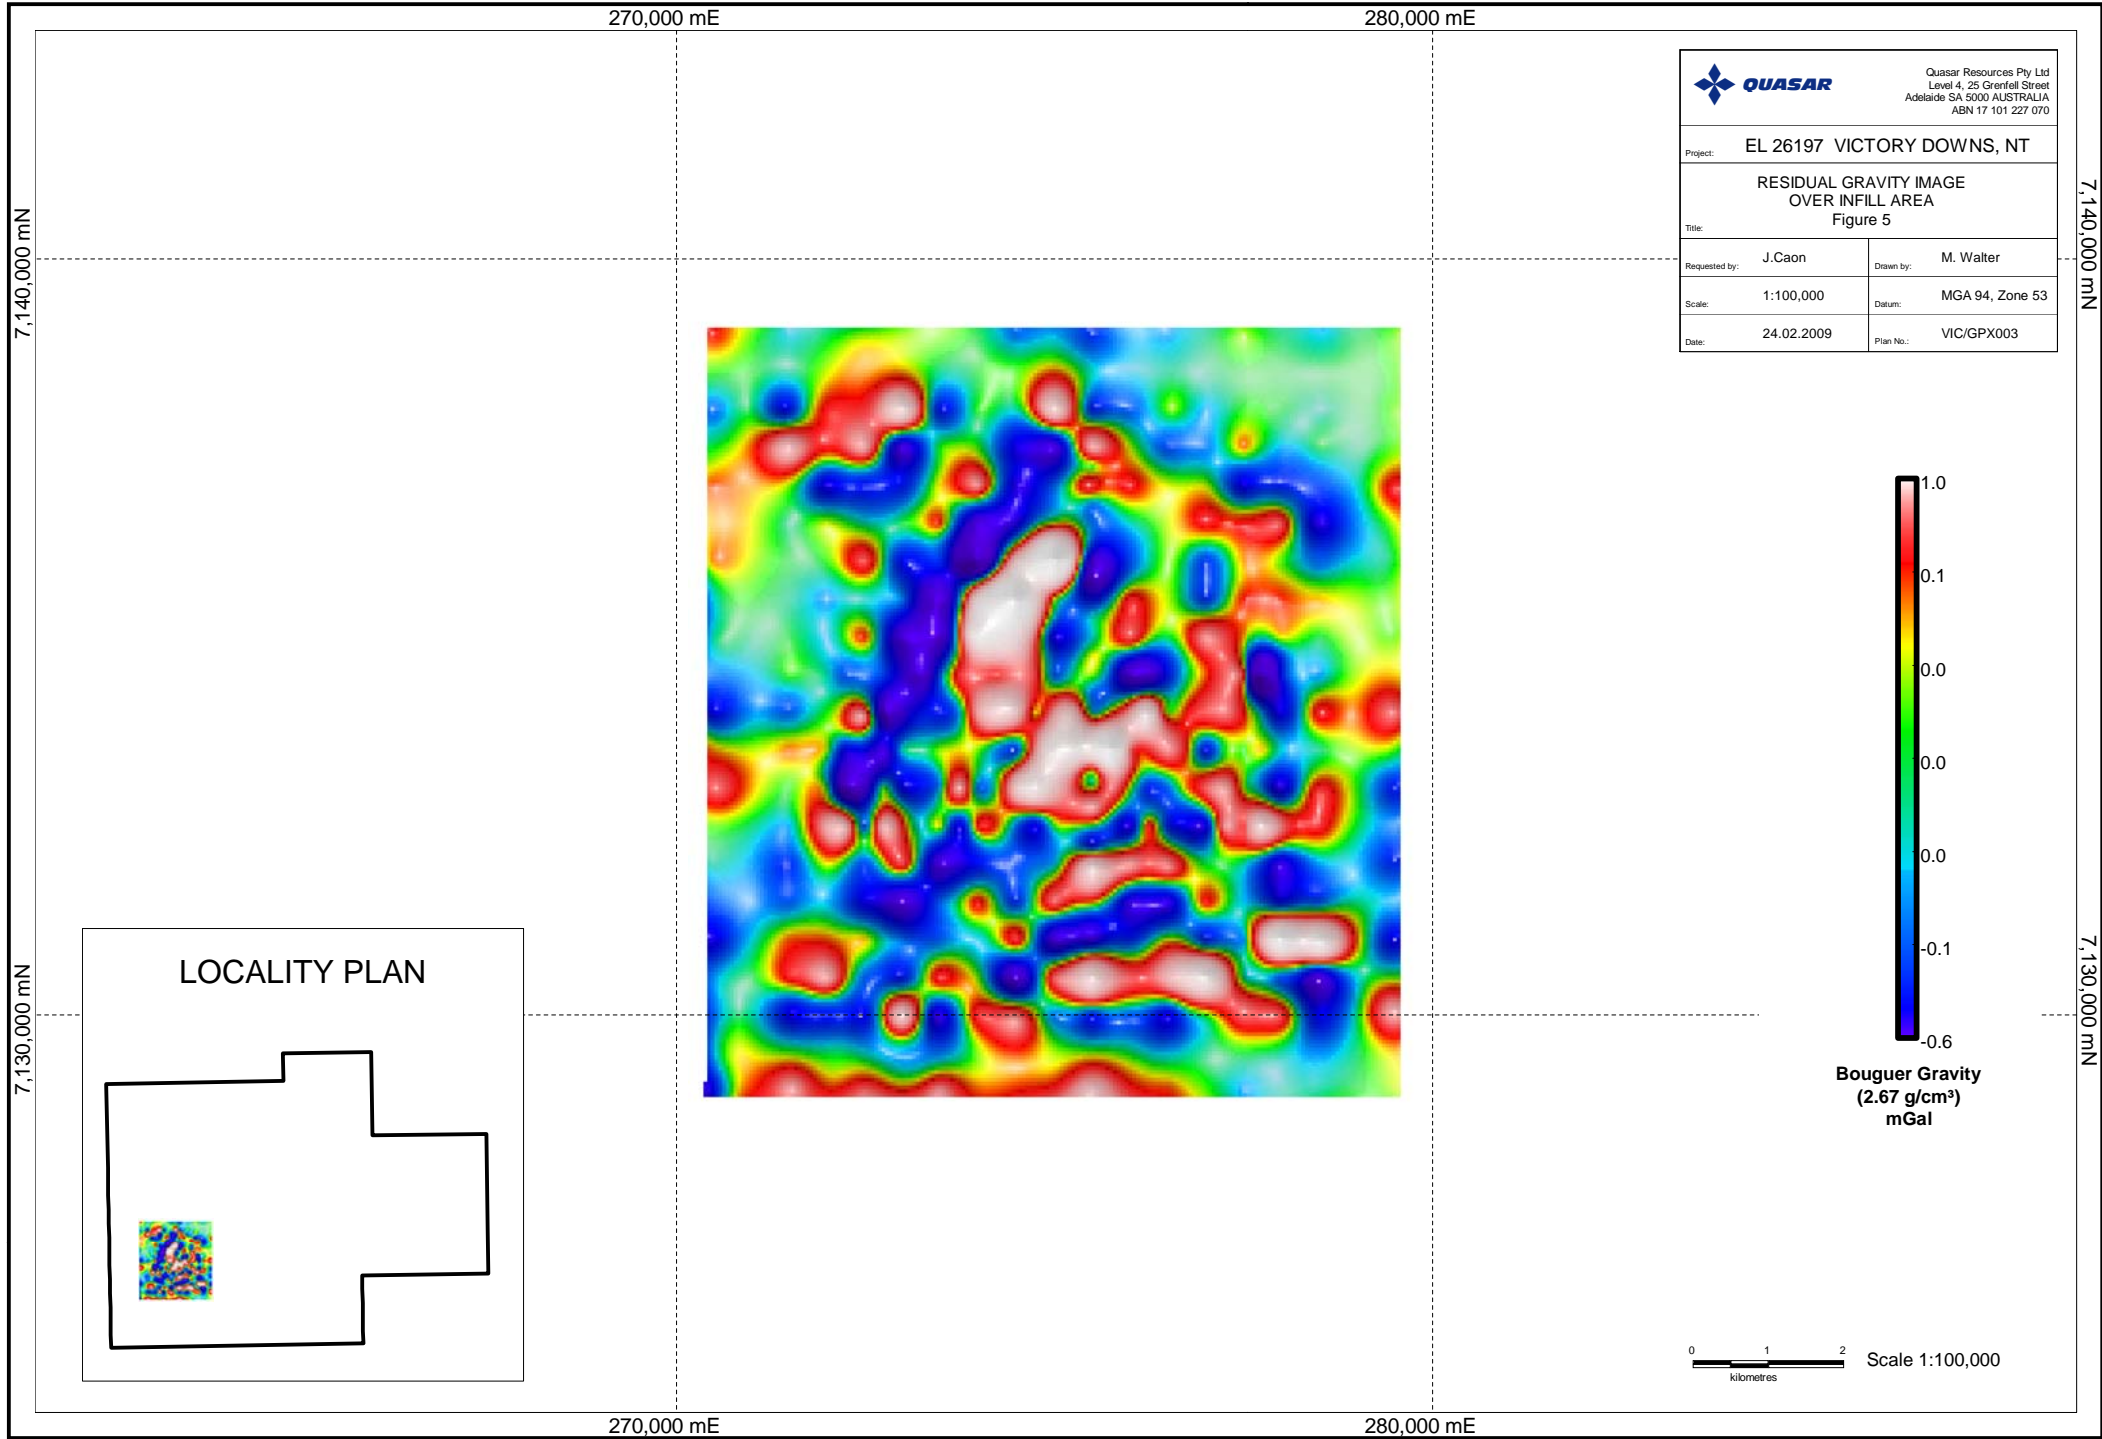 270,000 mE
280,000 mE
QUASAR
Quasar Resources Pty Ltd
Level 4, 25 Grenfell Street
Adelaide SA 5000 AUSTRALIA
ABN 17 101 227 070
Project: EL 26197 VICTORY DOWNS, NT
RESIDUAL GRAVITY IMAGE
OVER INFILL AREA
Figure 5
Title:
Requested by: J.Caon
Drawn by: M. Walter
Scale: 1:100,000
Datum: MGA 94, Zone 53
Date: 24.02.2009
Plan No.: VIC/GPX003
7,140,000 mN
7,140,000 mN
1.0
0.1
0.0
0.0
0.0
-0.1
-0.6
Bouguer Gravity
(2.67 g/cm³)
mGal
LOCALITY PLAN
7,130,000 mN
7,130,000 mN
0 1 2
kilometres
Scale 1:100,000
270,000 mE
280,000 mE